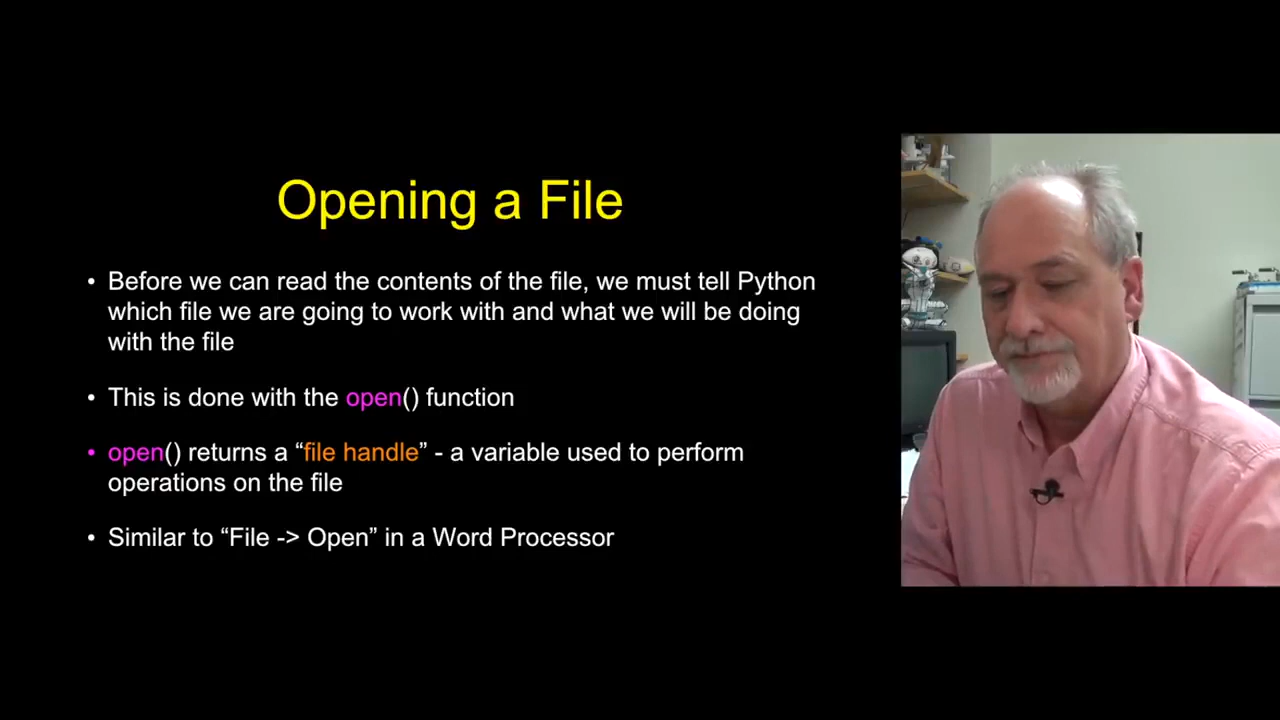 Opening a File
• Before we can read the contents of the file, we must tell Python
which file we are going to work with and what we will be doing
with the file
• This is done with the open() function
• open() returns a “file handle” - a variable used to perform
operations on the file
• Similar to “File -> Open” in a Word Processor